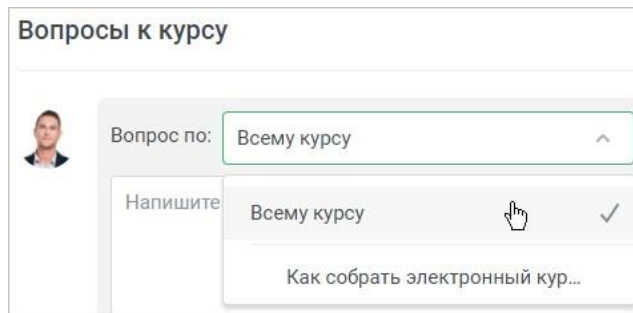 Вопросы к курсу
Вопрос по: Всему курсу
Напишите
Всему курсу
Как собрать электронный кур...